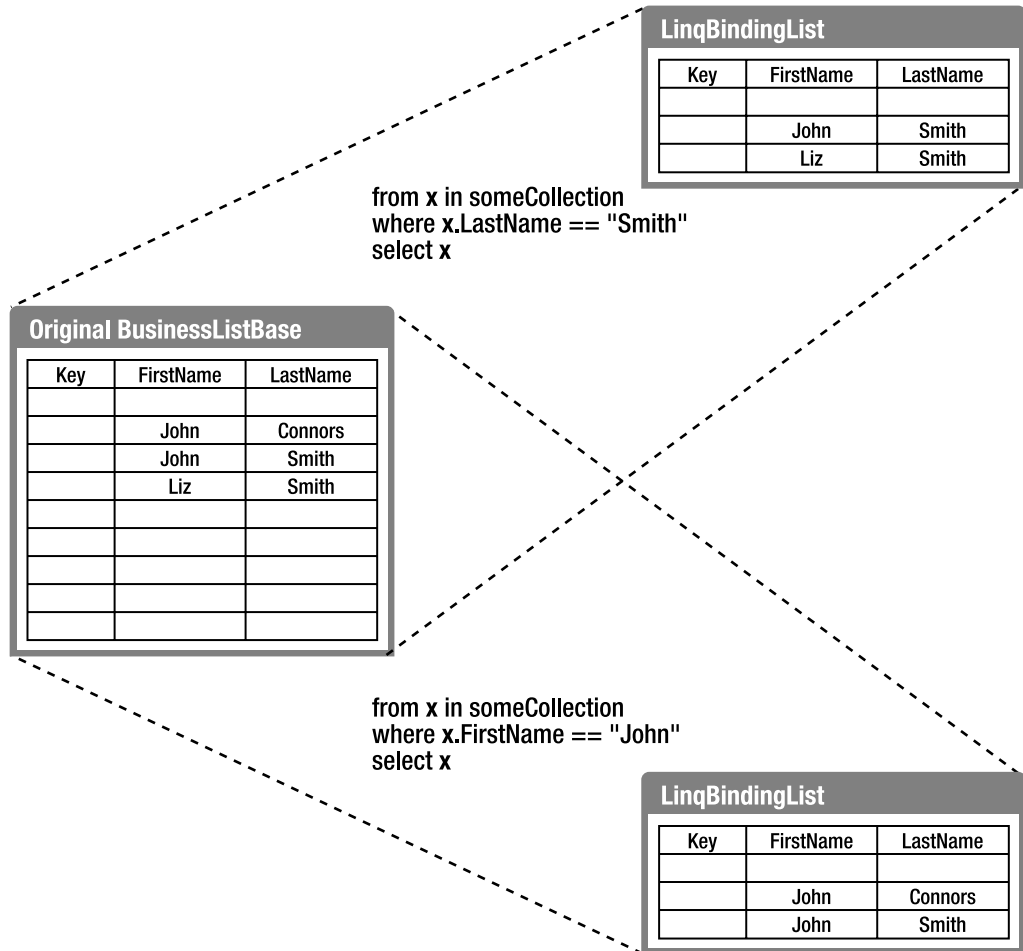 LinqBindingList
Key FirstName LastName
John Smith
Liz Smith
from x in someCollection
where x.LastName == "Smith"
select x
Original BusinessListBase
Key FirstName LastName
John Connors
John Smith
Liz Smith
from x in someCollection
where x.FirstName == "John"
select x
LinqBindingList
Key FirstName LastName
John Connors
John Smith